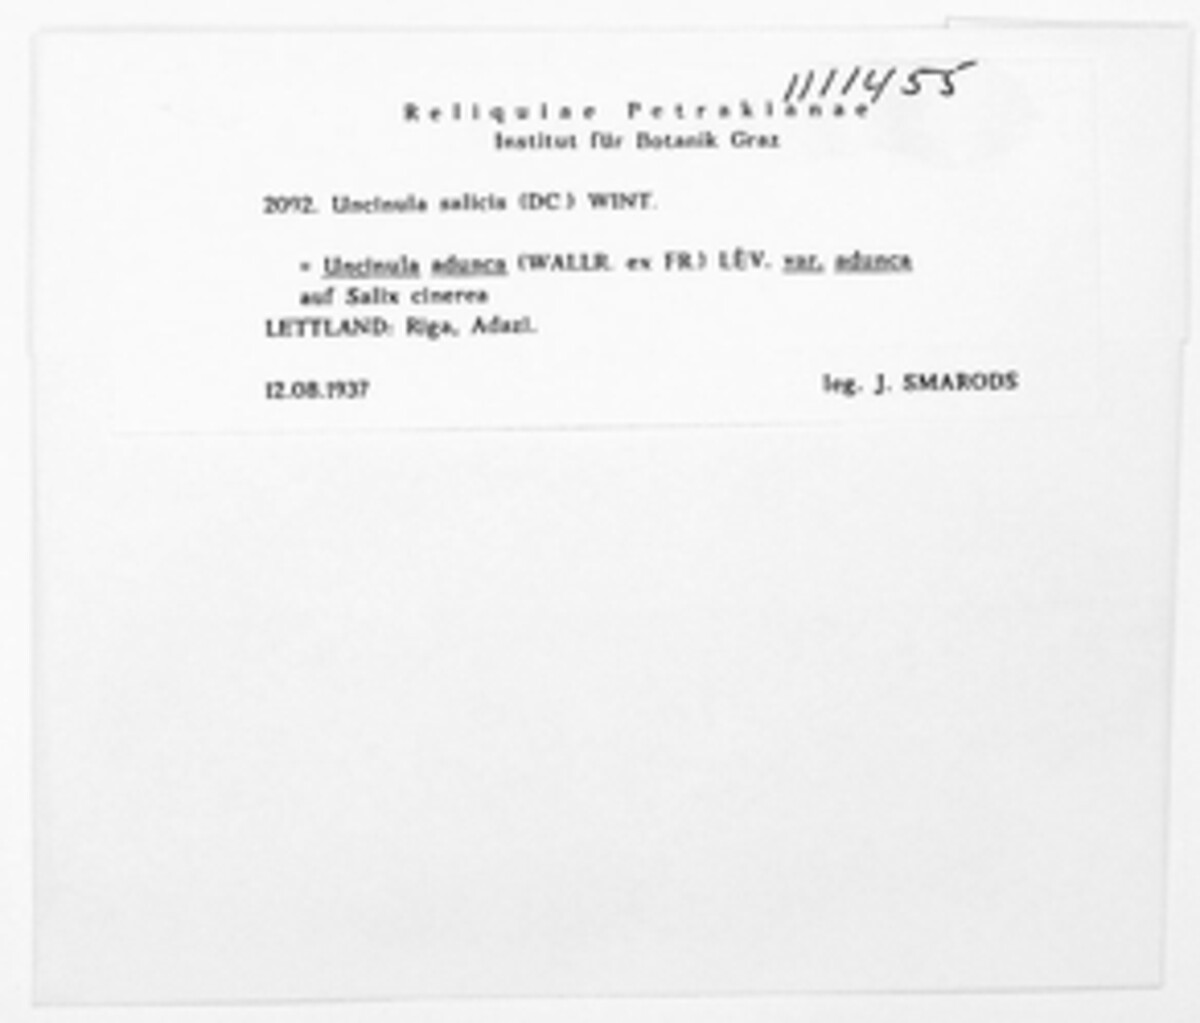 1111455
Reliquiae Petrakianae
Institut für Botanik Graz
2092. Uncinula salicis (DC.) WINT.
= Uncinula adunca (WALLR. ex FR.) LÉV. var. adunca
auf Salix cinerea
LETTLAND: Riga, Adazi.
12.08.1937 leg. J. SMARODS